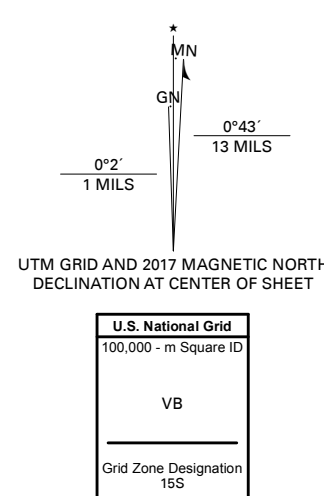 ★
MN
GN
0°43´
13 MILS
0°2´
1 MILS
UTM GRID AND 2017 MAGNETIC NORTH
DECLINATION AT CENTER OF SHEET
U.S. National Grid
100,000 - m Square ID
VB
Grid Zone Designation
15S